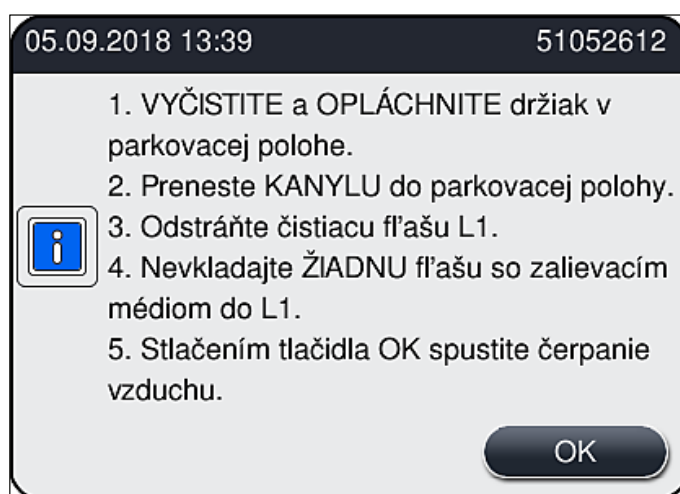 05.09.2018 13:39 51052612
1. VYČISTITE a OPLÁCHNITE držiak v
parkovacej polohe.
2. Preneste KANYLU do parkovacej polohy.
3. Odstráňte čistiacu fľašu L1.
4. Nevkladajte ŽIADNU fľašu so zalievacím
médiom do L1.
5. Stlačením tlačidla OK spustite čerpanie
vzduchu.
OK